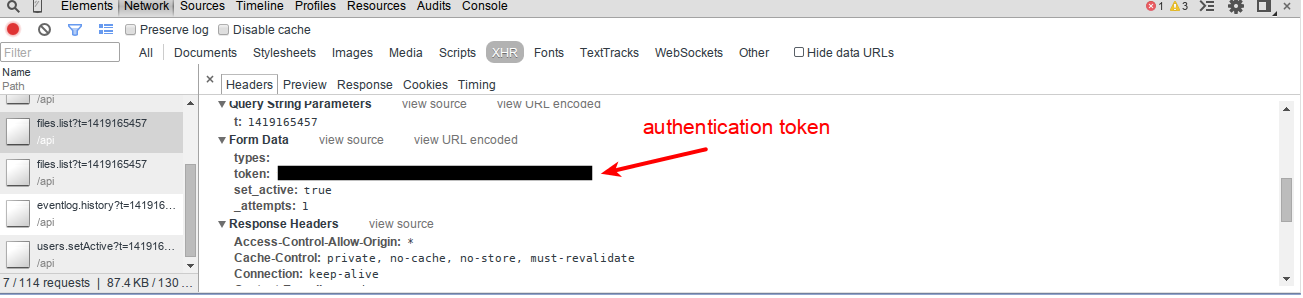 Elements Network Sources Timeline Profiles Resources Audits Console 1 3
Preserve log Disable cache
Filter All Documents Stylesheets Images Media Scripts XHR Fonts TextTracks WebSockets Other Hide data URLs
Name
Path
× Headers Preview Response Cookies Timing
/api
files.list?t=1419165457
/api
files.list?t=1419165457
/api
eventlog.history?t=141916...
/api
users.setActive?t=141916...
/api
7 / 114 requests | 87.4 KB / 130 ...
Query String Parameters view source view URL encoded
t: 1419165457
Form Data view source view URL encoded
types:
token:
set_active: true
_attempts: 1
Response Headers view source
Access-Control-Allow-Origin: *
Cache-Control: private, no-cache, no-store, must-revalidate
Connection: keep-alive
authentication token